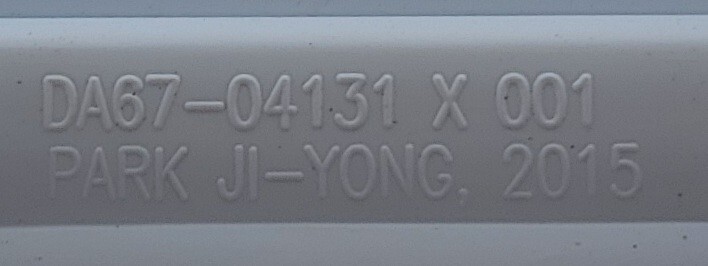 DA67-04131 X 001
PARK JI-YONG, 2015